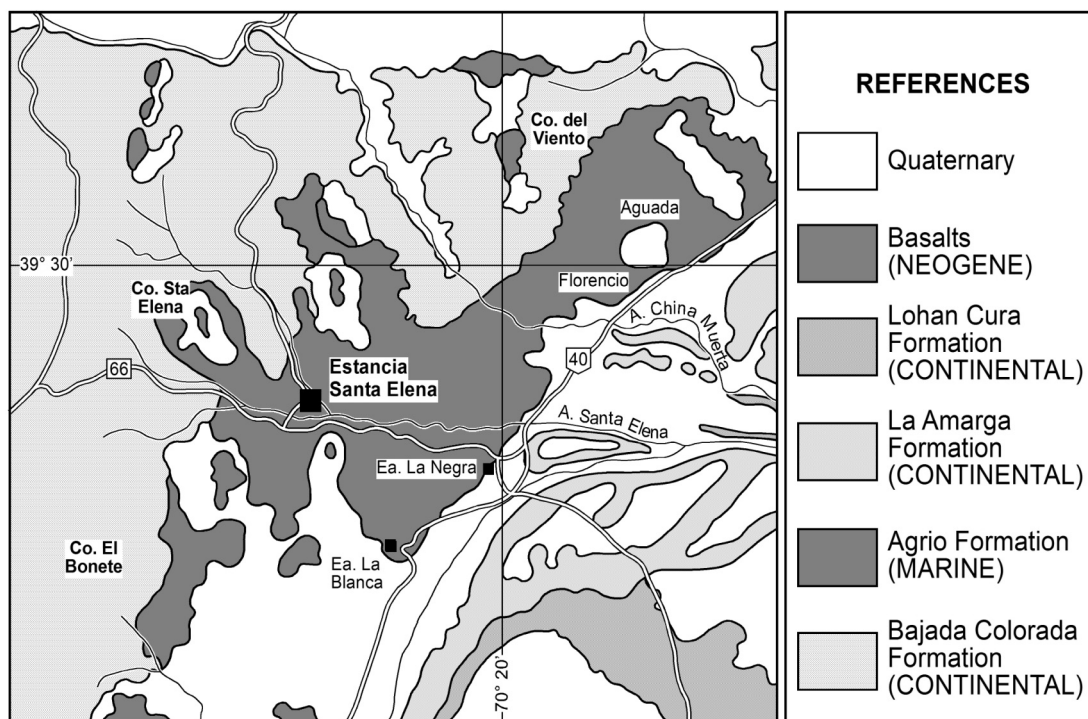 Co. del
Viento
Aguada
39° 30'
Florencio
Co. Sta
Elena
A. China Muerta
40
66
Estancia
Santa Elena
A. Santa Elena
Ea. La Negra
Co. El
Bonete
Ea. La
Blanca
-70° 20'
REFERENCES
Quaternary
Basalts
(NEOGENE)
Lohan Cura
Formation
(CONTINENTAL)
La Amarga
Formation
(CONTINENTAL)
Agrio Formation
(MARINE)
Bajada Colorada
Formation
(CONTINENTAL)